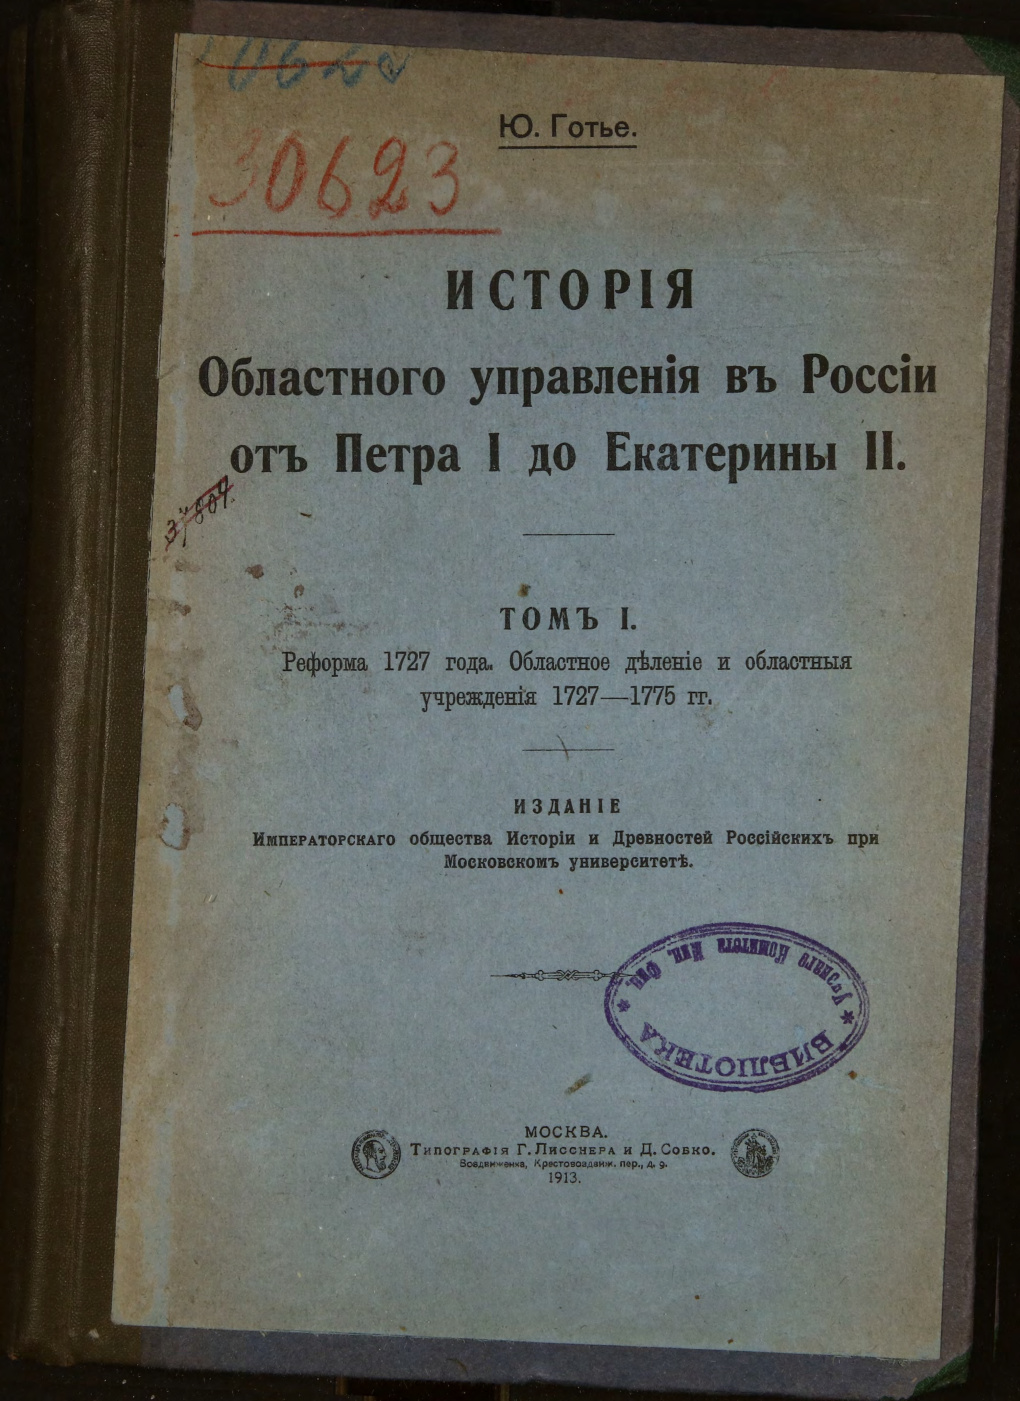 Ю. Готье.
30623
ИСТОРІЯ
Областного управленія въ Россіи
отъ Петра I до Екатерины II.
ТОМЪ I.
Реформа 1727 года. Областное дѣленіе и областныя
учрежденія 1727—1775 гг.
ИЗДАНІЕ
Императорскаго общества Исторіи и Древностей Россійскихъ при
Московскомъ университетѣ.
БИБЛІОТЕКА
Комитета
МОСКВА.
Типографія Г. Лисснера и Д. Совко.
Воздвиженка, Крестовоздвиж. пер., д. 9.
1913.